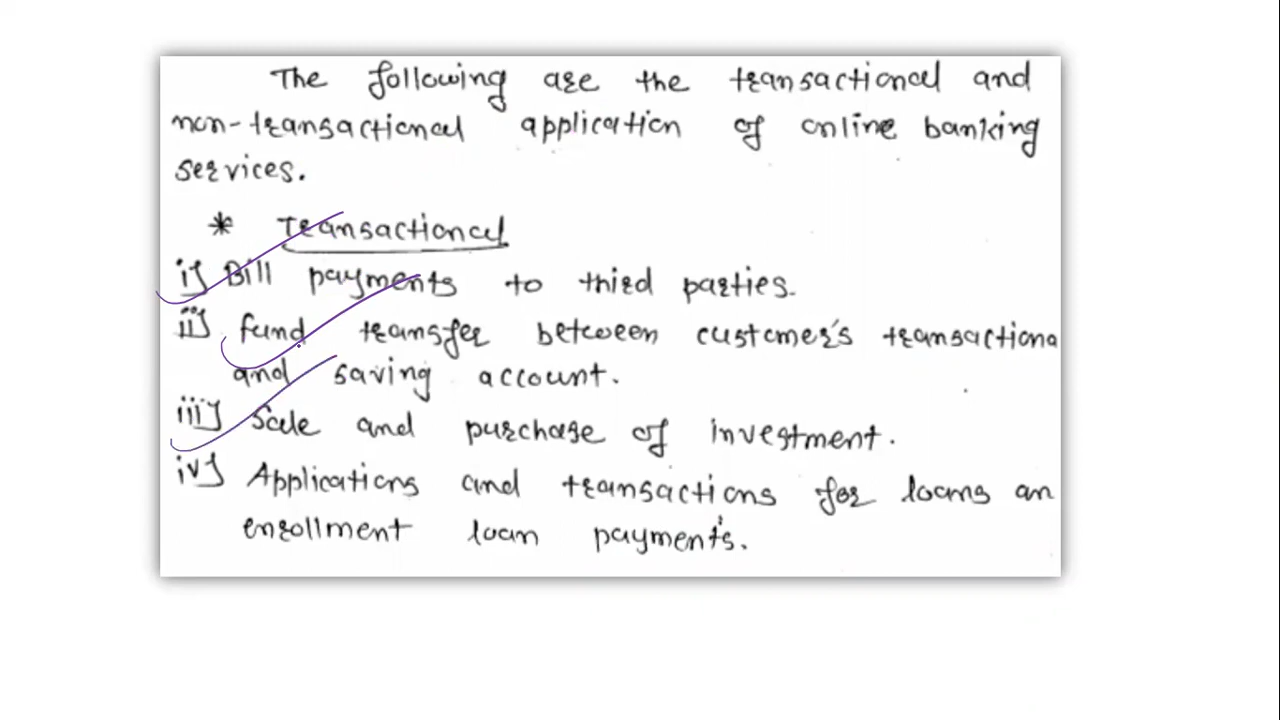 The following are the transactional and
non-transactional application of online banking
services.
* Transactional
i) Bill payments to third parties.
ii) fund transfer between customer's transactiona
and saving account.
iii) Sale and purchase of investment.
iv) Applications and transactions for loans an
enrollment loan payments.